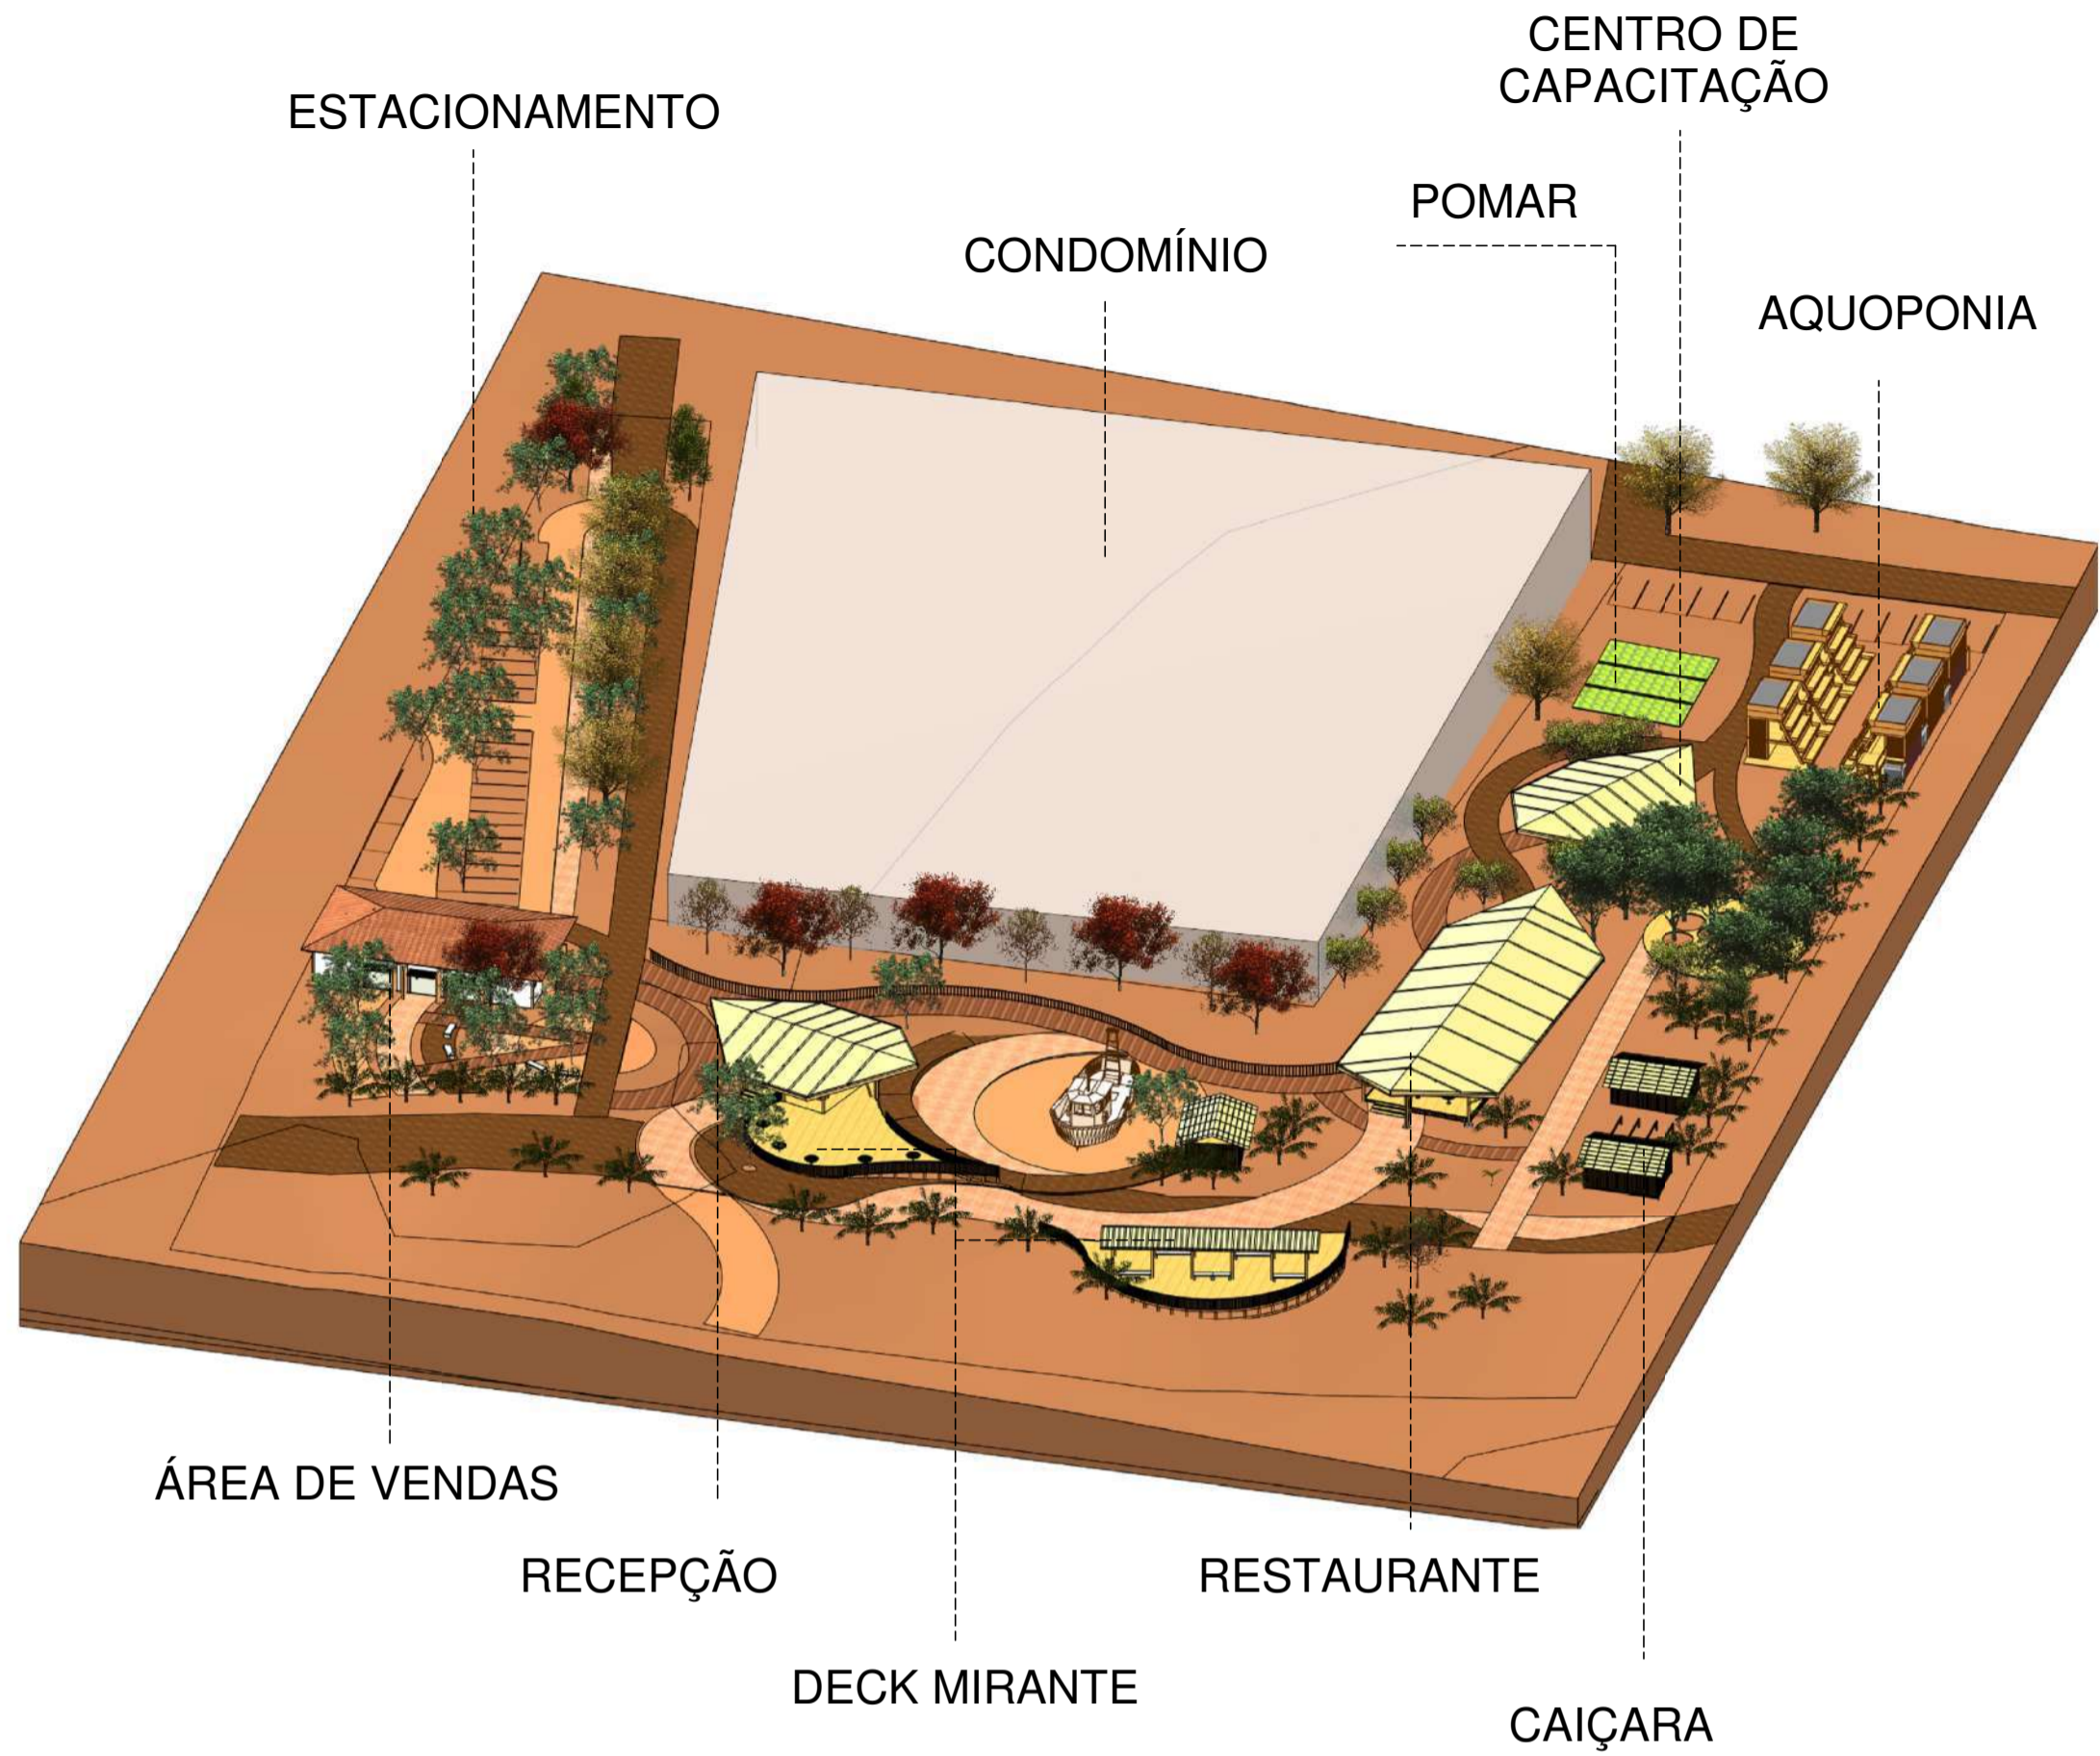 CENTRO DE
CAPACITAÇÃO
ESTACIONAMENTO
POMAR
CONDOMÍNIO
AQUOPONIA
ÁREA DE VENDAS
RECEPÇÃO
RESTAURANTE
DECK MIRANTE
CAIÇARA